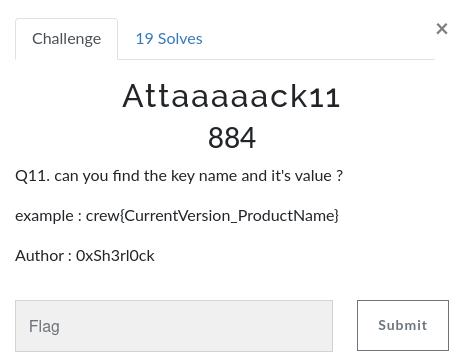 Challenge
19 Solves
×
Attaaaaaack11
884
Q11. can you find the key name and it's value ?
example : crew{CurrentVersion_ProductName}
Author : 0xSh3rl0ck
Flag
Submit